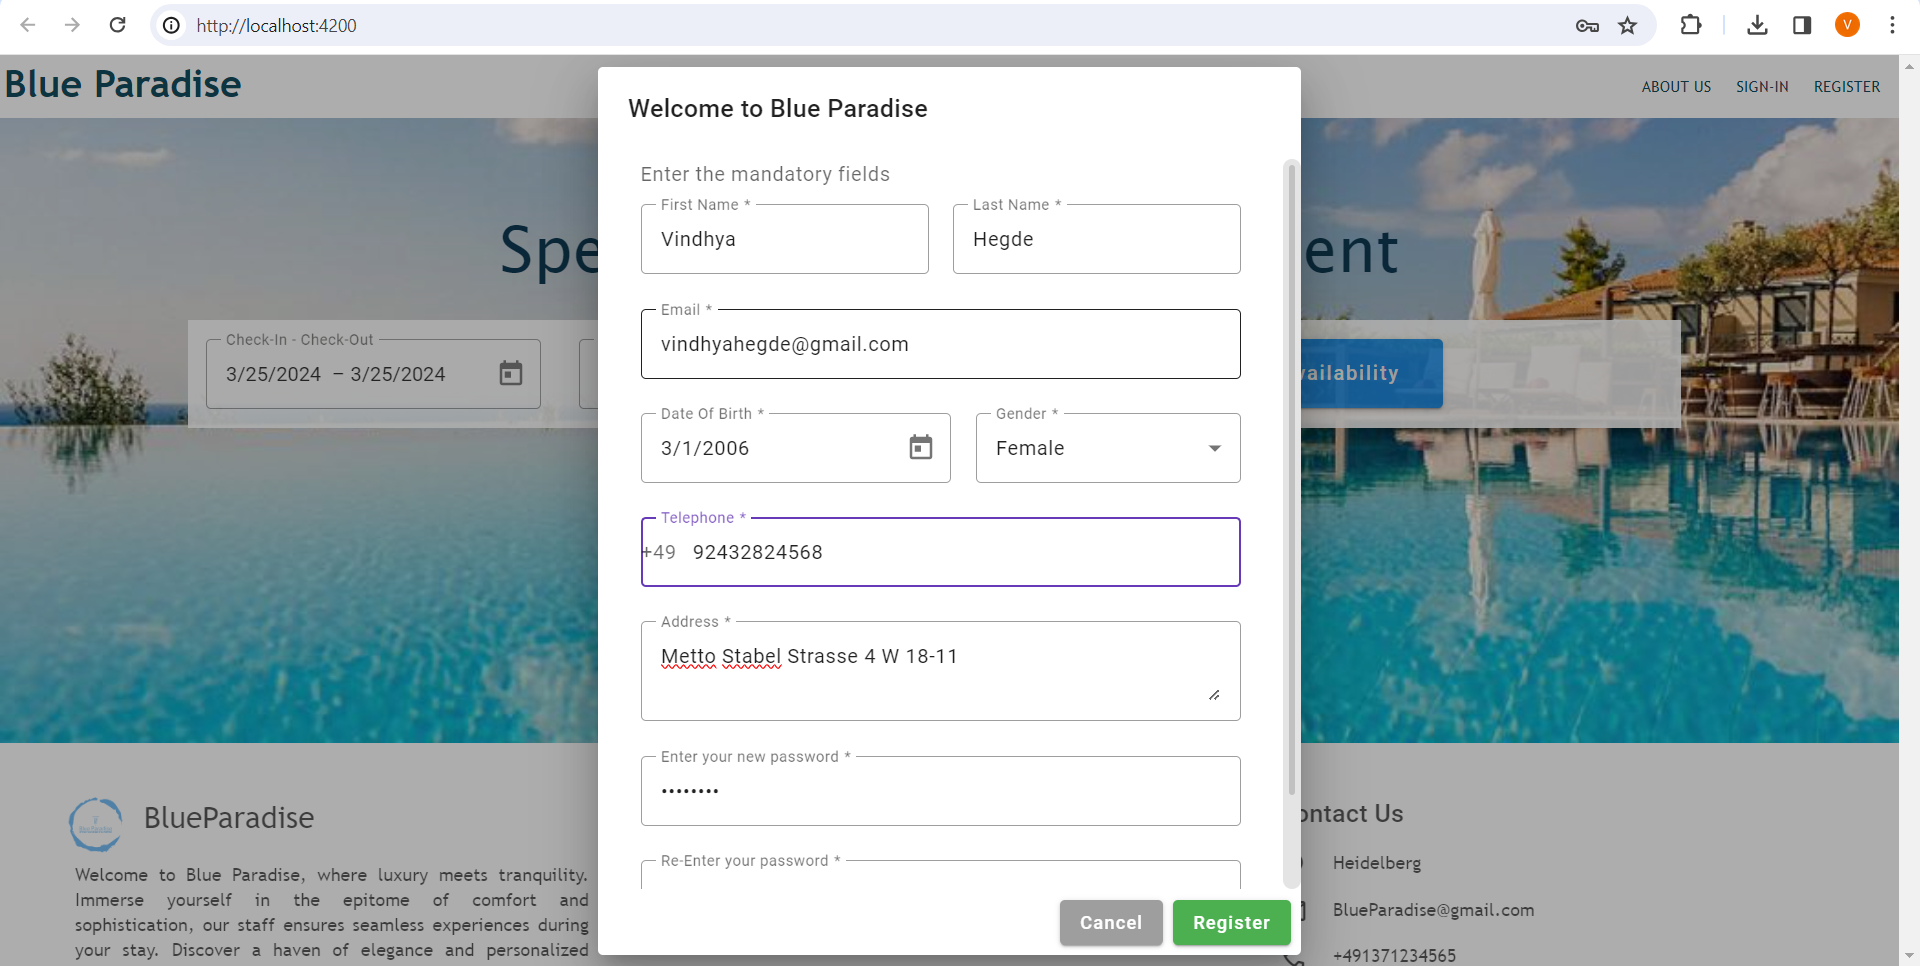 http://localhost:4200
V
Blue Paradise
ABOUT US SIGN-IN REGISTER
Welcome to Blue Paradise
Enter the mandatory fields
First Name *
Vindhya
Last Name *
Hegde
Spe
ent
Email *
vindhyahegde@gmail.com
Check-In - Check-Out
3/25/2024 – 3/25/2024
vailability
Date Of Birth *
3/1/2006
Gender *
Female
Telephone *
+49 92432824568
Address *
Metto Stabel Strasse 4 W 18-11
Enter your new password *
••••••••
Re-Enter your password *
Cancel Register
BlueParadise
Welcome to Blue Paradise, where luxury meets tranquility.
Immerse yourself in the epitome of comfort and
sophistication, our staff ensures seamless experiences during
your stay. Discover a haven of elegance and personalized
ontact Us
Heidelberg
BlueParadise@gmail.com
+491371234565